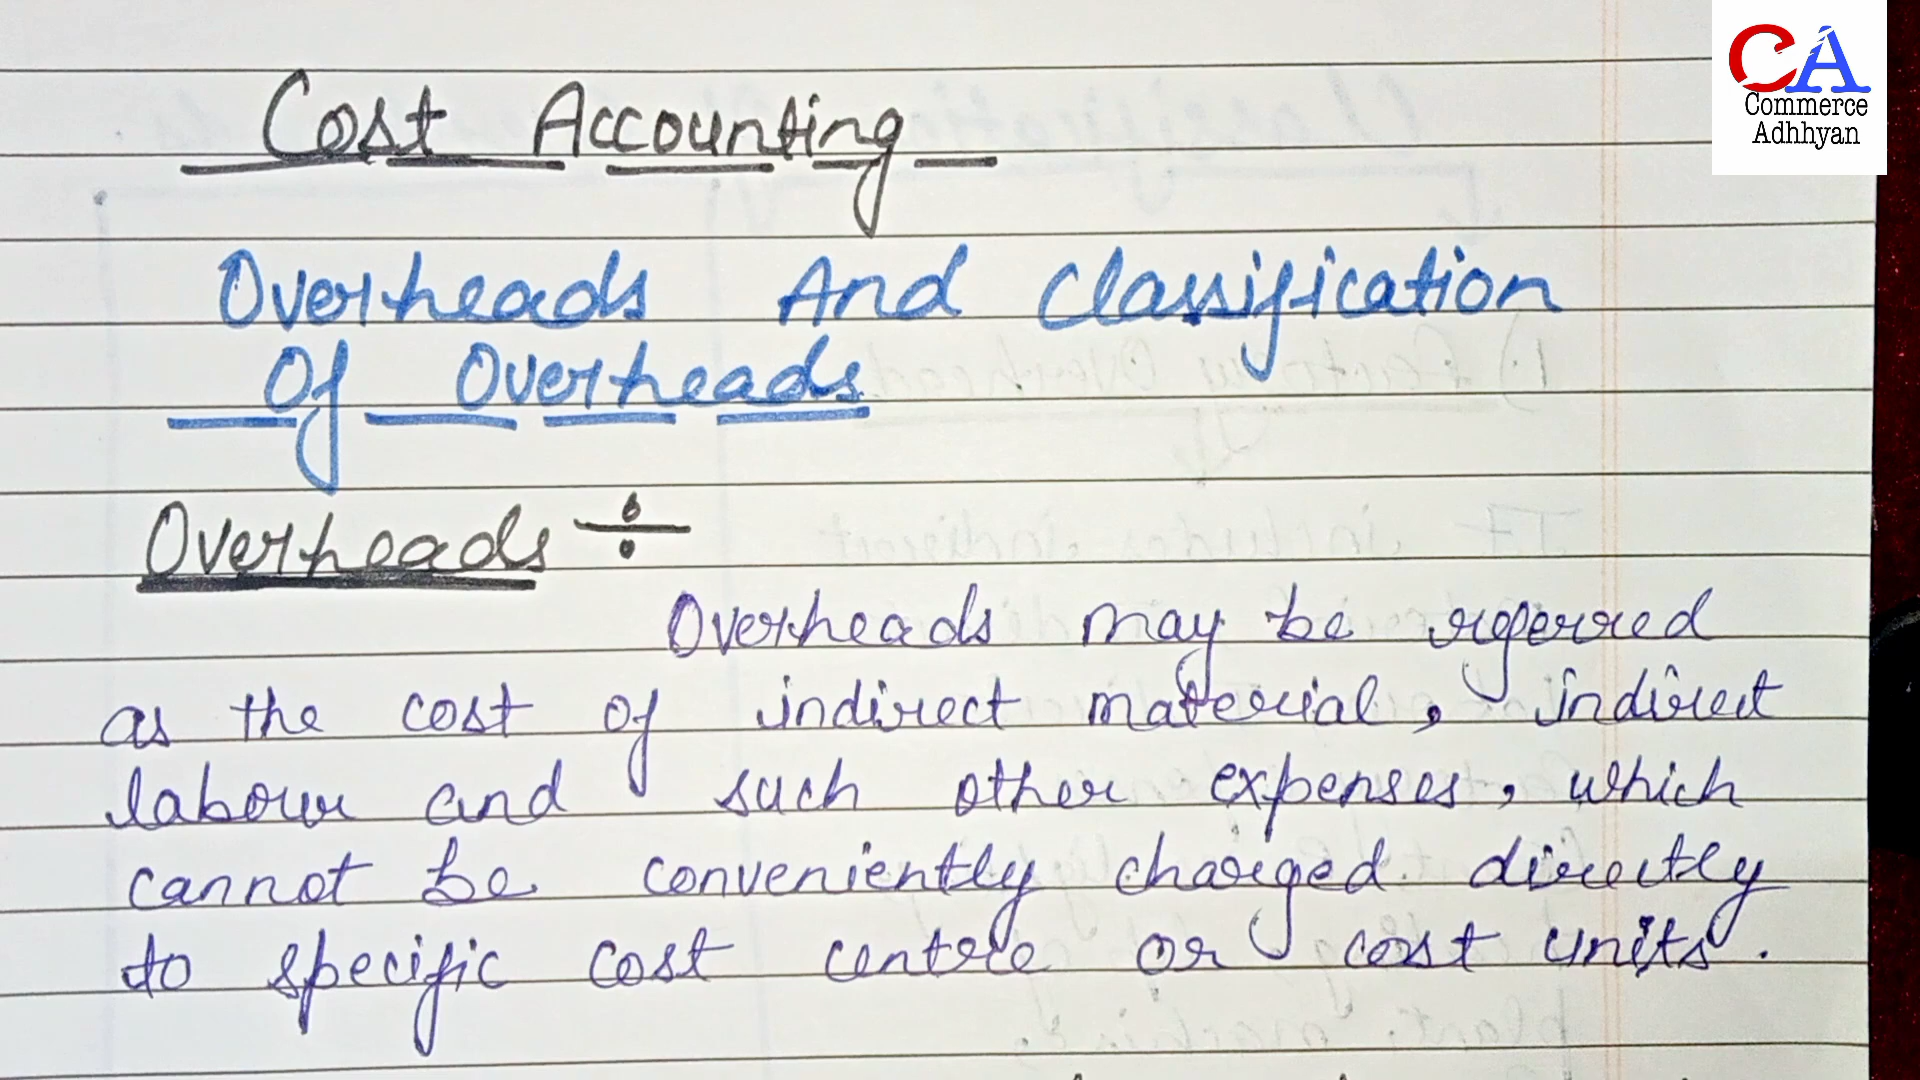 CA
Commerce
Adhhyan
Cost Accounting
Overheads And Classification
Of Overheads
Overheads ÷
Overheads may be referred
as the cost of indirect material, indirect
labour and such other expenses, which
cannot be conveniently charged directly
to specific cost centre or cost units.